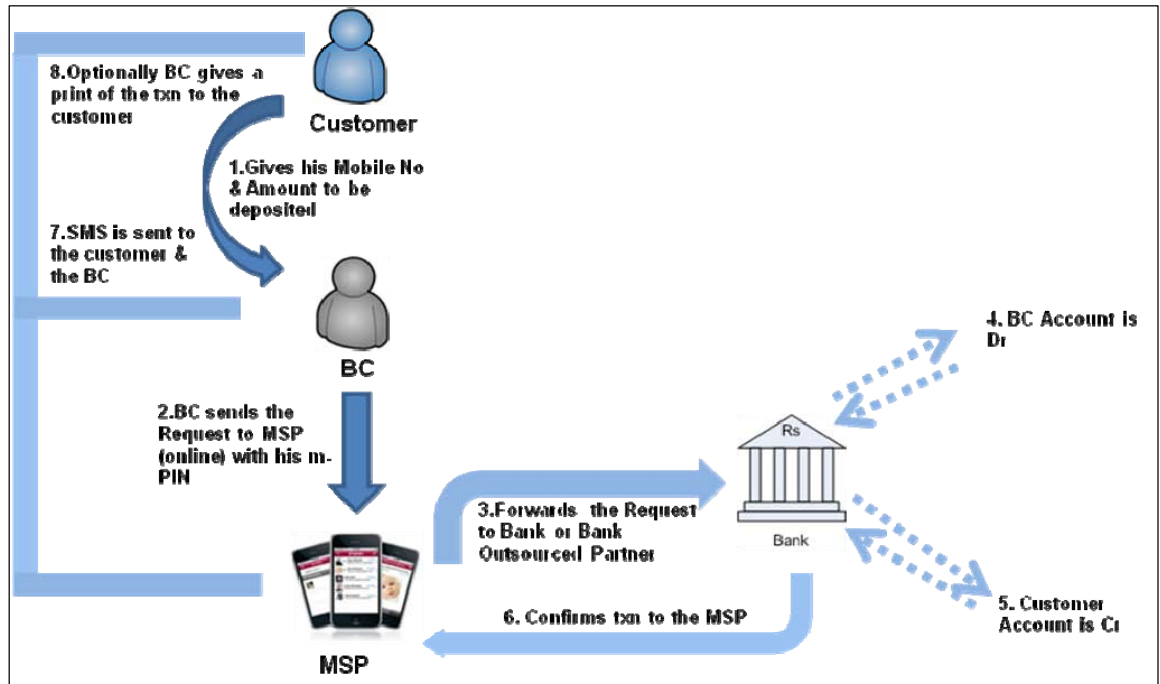 8.Optionally BC gives a
print of the txn to the
customer
Customer
1.Gives his Mobile No
& Amount to be
deposited
7.SMS is sent to
the customer &
the BC
BC
2.BC sends the
Request to MSP
(online) with his m-
PIN
MSP
3.Forwards the Request
to Bank or Bank
Outsourced Partner
Rs
Bank
4. BC Account is
Dr
5. Customer
Account is Cr
6. Confirms txn to the MSP